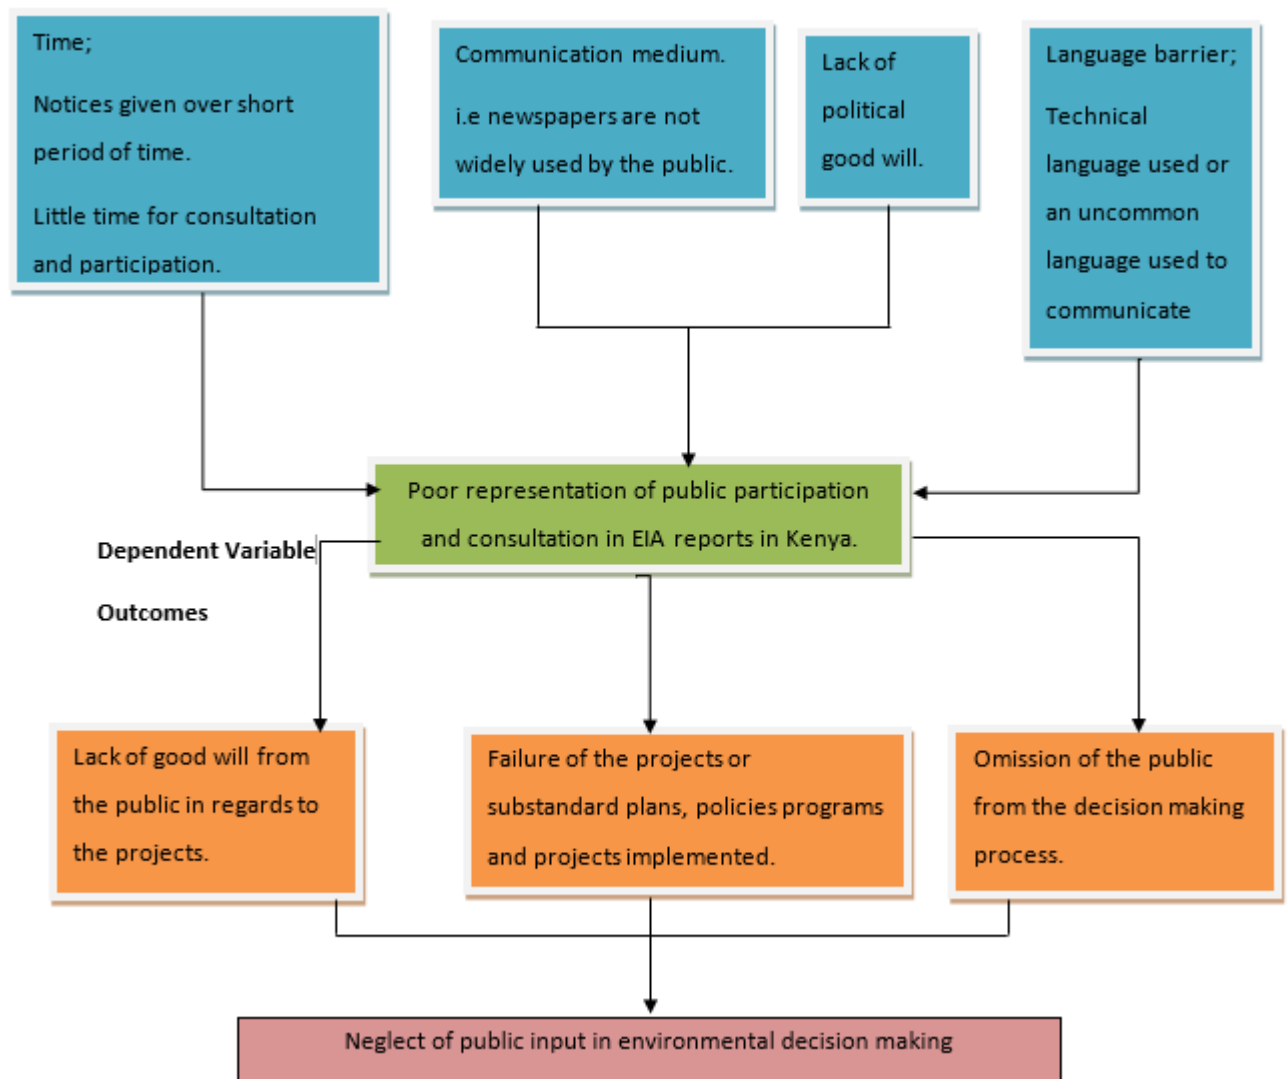 Time;
Notices given over short
period of time.
Little time for consultation
and participation.
Communication medium.
i.e newspapers are not
widely used by the public.
Lack of
political
good will.
Language barrier;
Technical
language used or
an uncommon
language used to
communicate
Poor representation of public participation
and consultation in EIA reports in Kenya.
Dependent Variable
Outcomes
Lack of good will from
the public in regards to
the projects.
Failure of the projects or
substandard plans, policies programs
and projects implemented.
Omission of the public
from the decision making
process.
Neglect of public input in environmental decision making